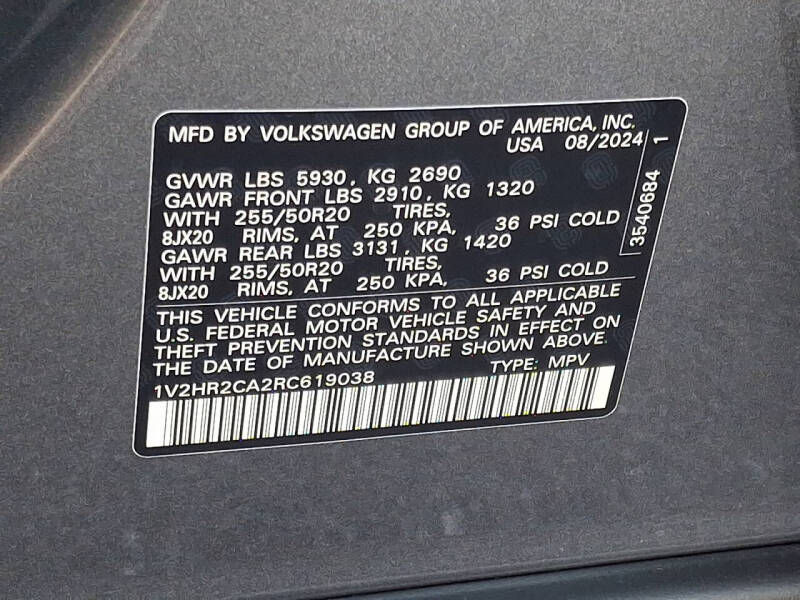 MFD BY VOLKSWAGEN GROUP OF AMERICA, INC.
USA 08/2024
GVWR LBS 5930, KG 2690
GAWR FRONT LBS 2910, KG 1320
WITH 255/50R20 TIRES,
8JX20 RIMS, AT 250 KPA, 36 PSI COLD
GAWR REAR LBS 3131, KG 1420
WITH 255/50R20 TIRES,
8JX20 RIMS, AT 250 KPA, 36 PSI COLD
3540684 1
THIS VEHICLE CONFORMS TO ALL APPLICABLE
U.S. FEDERAL MOTOR VEHICLE SAFETY AND
THEFT PREVENTION STANDARDS IN EFFECT ON
THE DATE OF MANUFACTURE SHOWN ABOVE.
1V2HR2CA2RC619038 TYPE: MPV